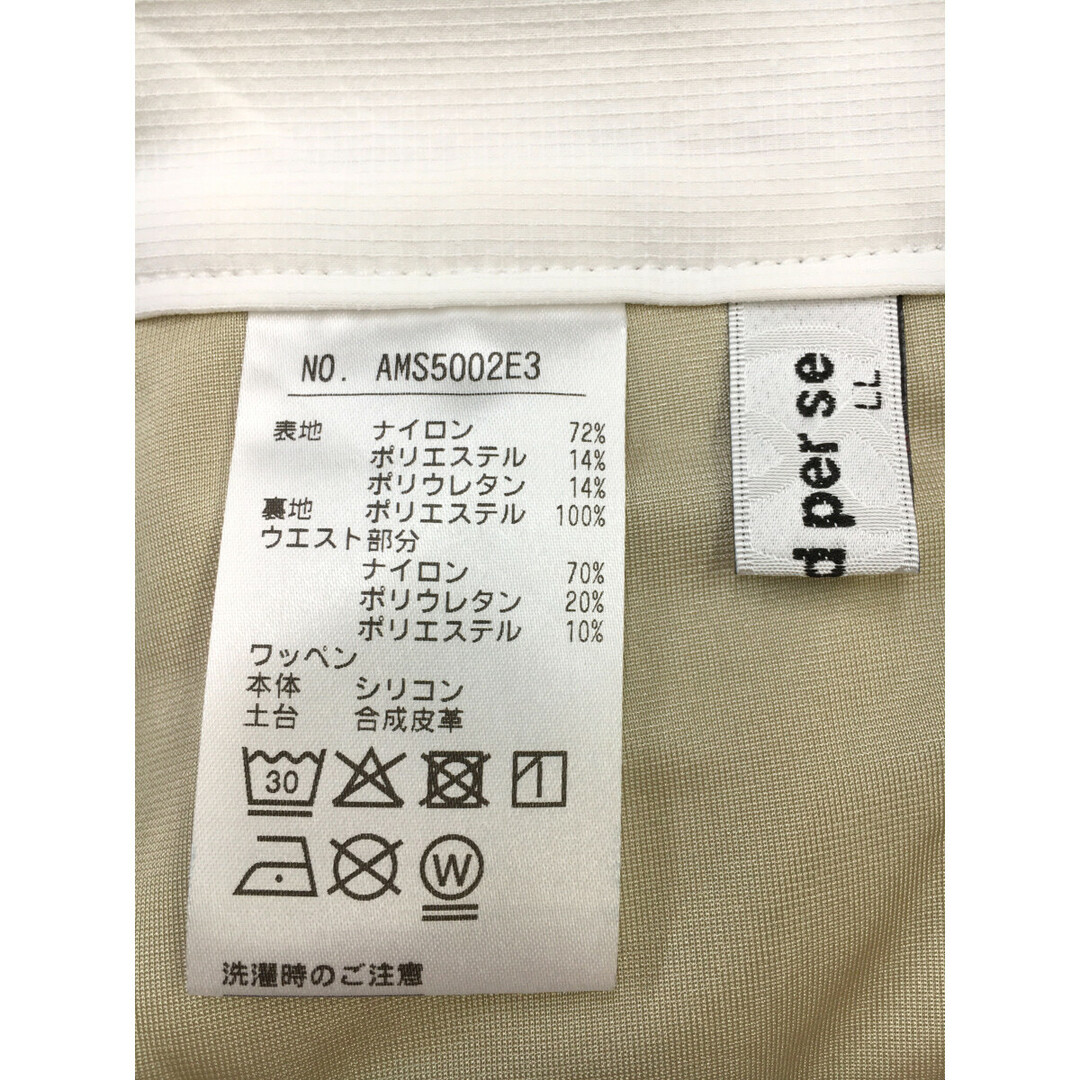 NO. AMS5002E3
表地 ナイロン 72%
ポリエステル 14%
ポリウレタン 14%
裏地 ポリエステル 100%
ウエスト部分
ナイロン 70%
ポリウレタン 20%
ポリエステル 10%
ワッペン
本体 シリコン
土台 合成皮革
30
W
洗濯時のご注意
d per se
LL